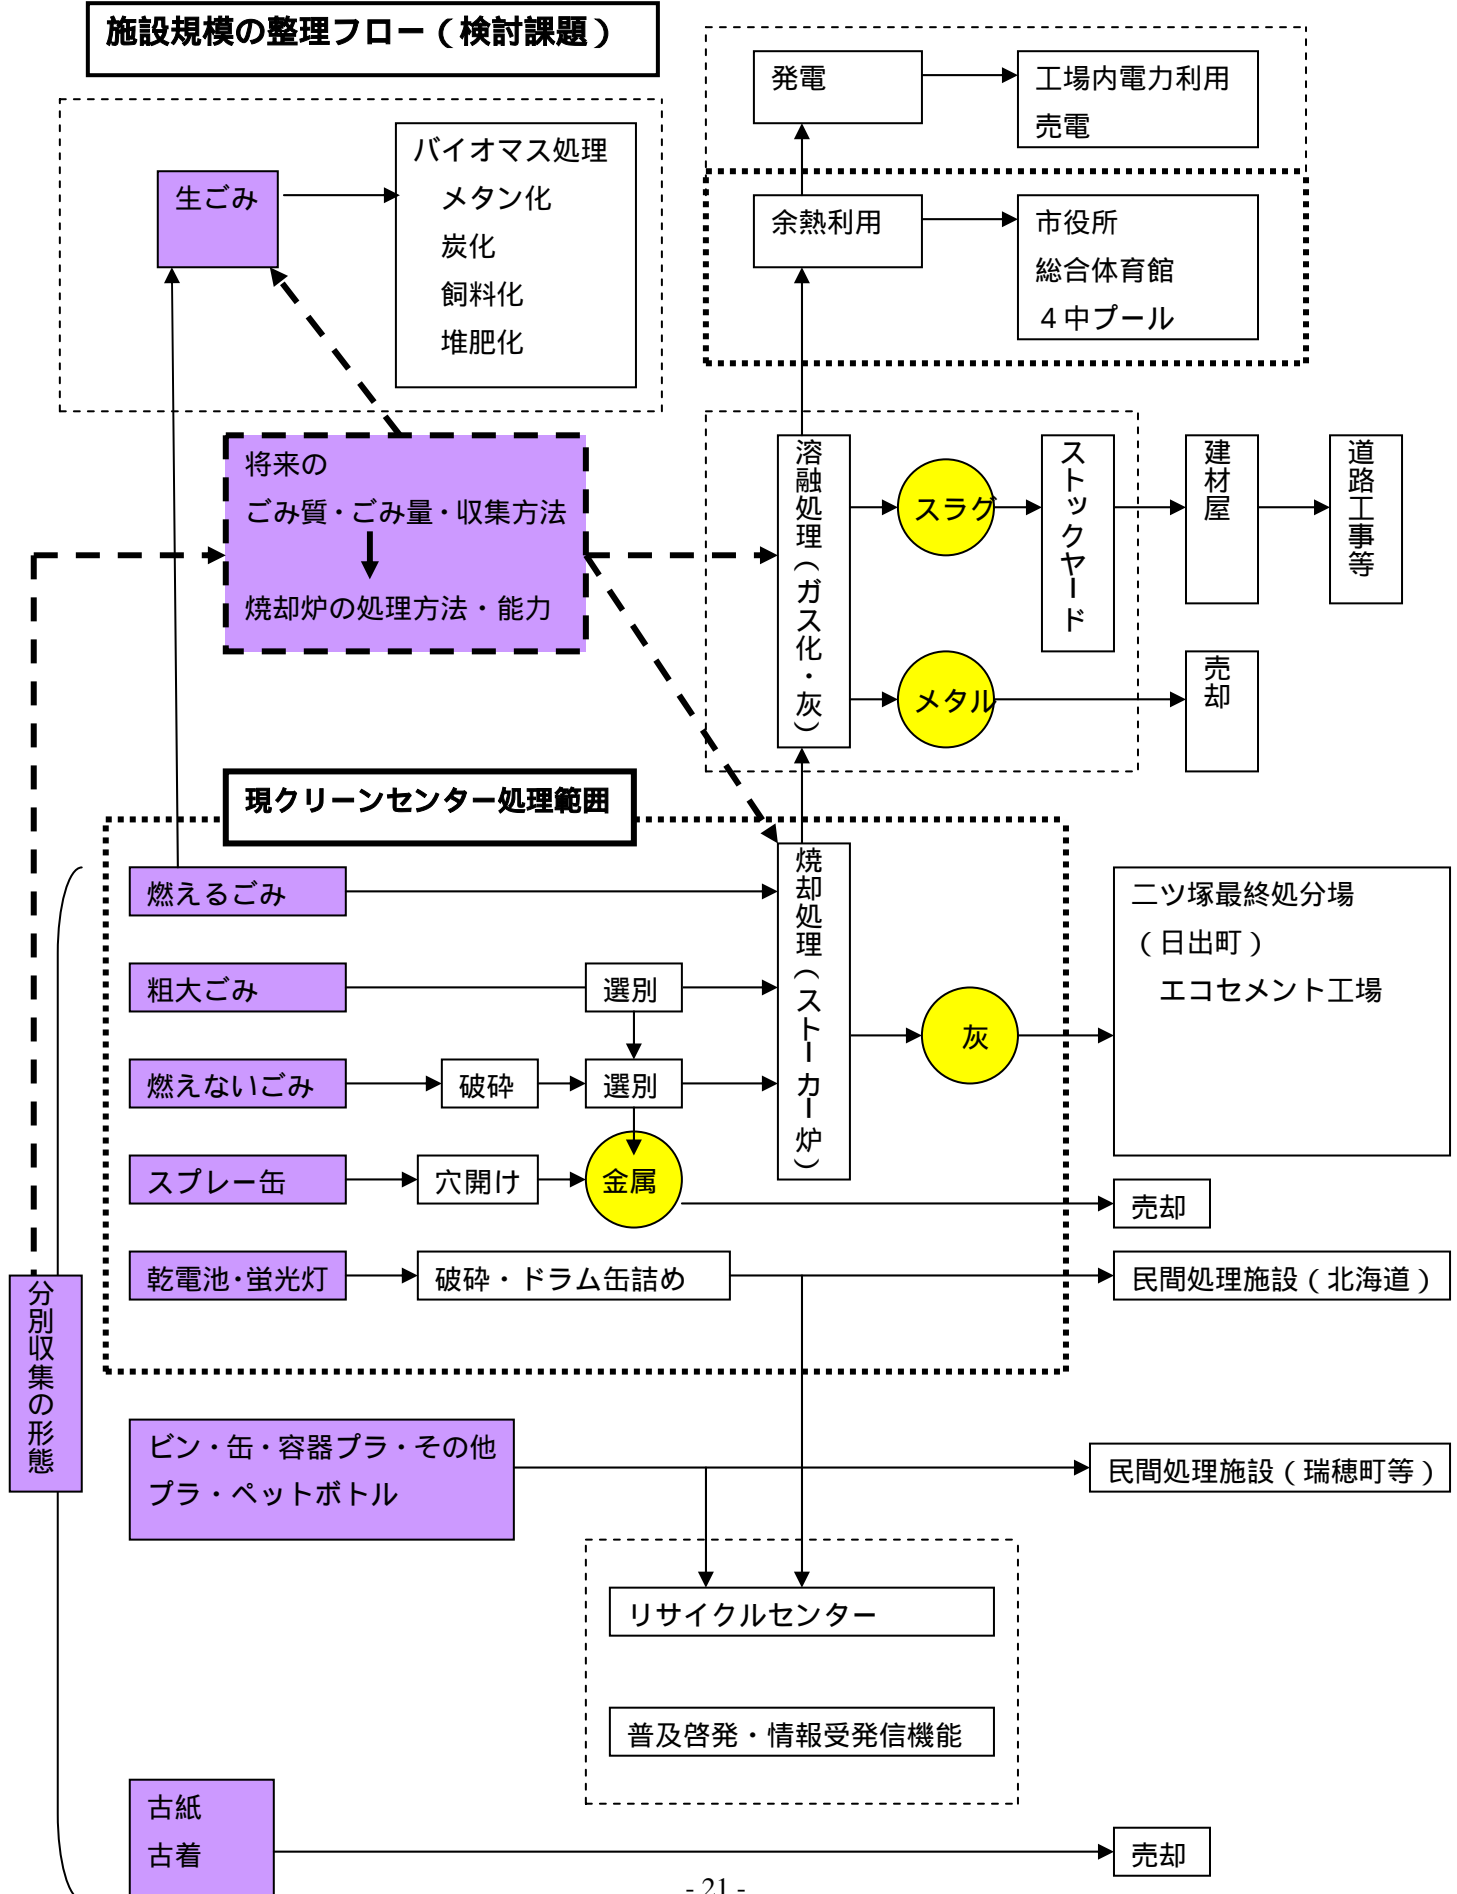 施設規模の整理フロー（検討課題）
発電
工場内電力利用
売電
生ごみ
バイオマス処理
メタン化
炭化
飼料化
堆肥化
余熱利用
市役所
総合体育館
４中プール
将来の
ごみ質・ごみ量・収集方法
焼却炉の処理方法・能力
溶融処理（ガス化・灰）
スラグ
ストックヤード
建材屋
道路工事等
メタル
売却
現クリーンセンター処理範囲
燃えるごみ
粗大ごみ
選別
燃えないごみ
破砕
選別
スプレー缶
穴開け
金属
乾電池・蛍光灯
破砕・ドラム缶詰め
焼却処理（ストーカー炉）
灰
二ツ塚最終処分場
（日出町）
エコセメント工場
売却
民間処理施設（北海道）
分別収集の形態
ビン・缶・容器プラ・その他
プラ・ペットボトル
民間処理施設（瑞穂町等）
リサイクルセンター
普及啓発・情報受発信機能
古紙
古着
売却
- 21 -